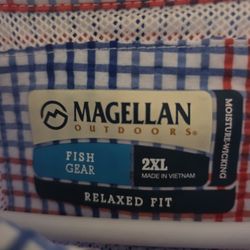 MAGELLAN
OUTDOORS®
FISH
GEAR
2XL
MADE IN VIETNAM
MOISTURE-WICKING
RELAXED FIT